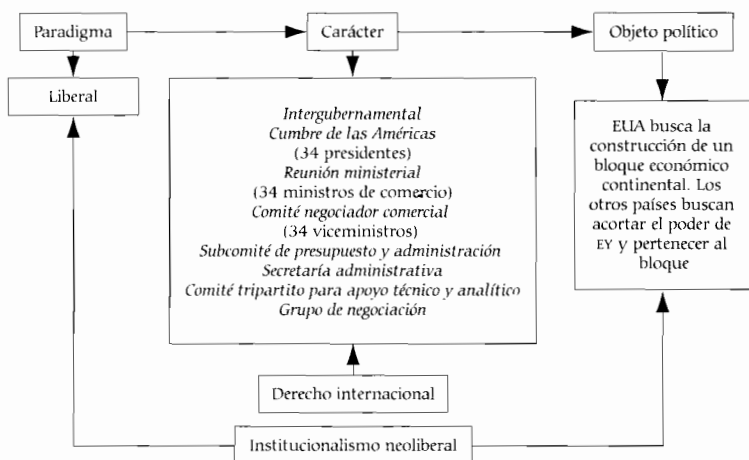 Paradigma
Carácter
Objeto político
Liberal
Intergubernamental
Cumbre de las Américas
(34 presidentes)
Reunión ministerial
(34 ministros de comercio)
Comité negociador comercial
(34 viceministros)
Subcomité de presupuesto y administración
Secretaría administrativa
Comité tripartito para apoyo técnico y analítico
Grupo de negociación
EUA busca la
construcción de un
bloque económico
continental. Los
otros países buscan
acortar el poder de
EY y pertenecer al
bloque
Derecho internacional
Institucionalismo neoliberal